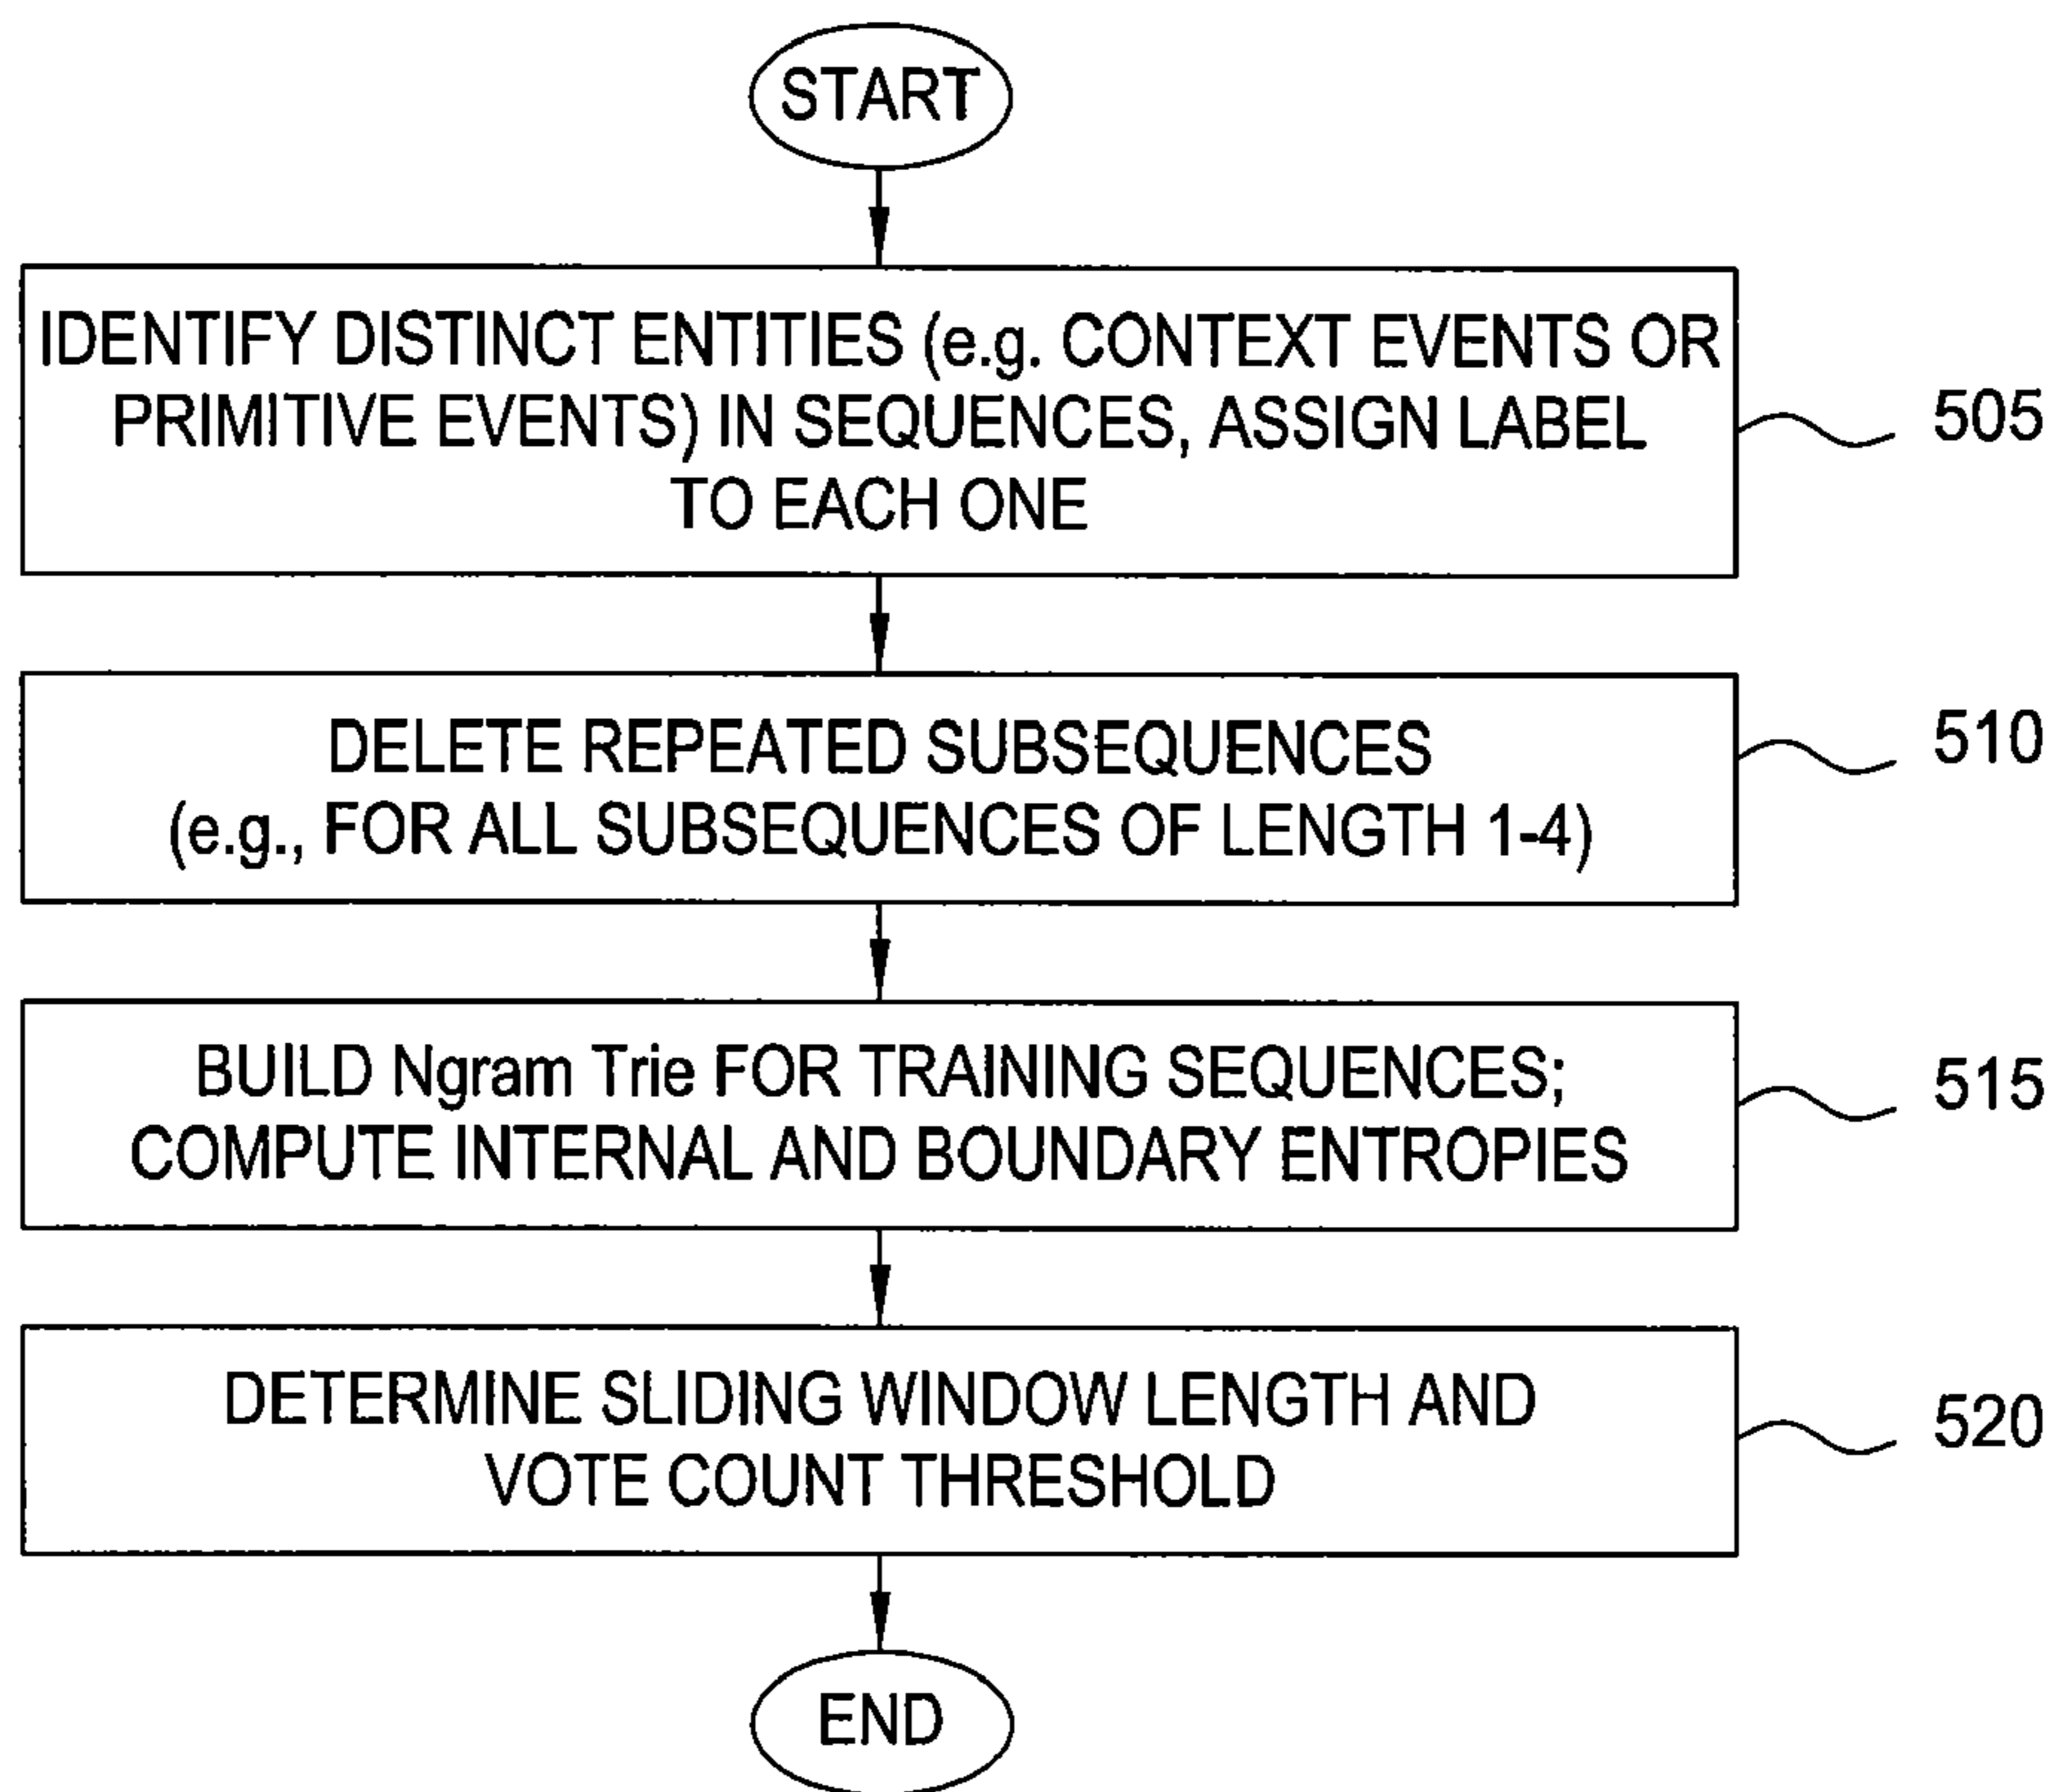 START
IDENTIFY DISTINCT ENTITIES (e.g. CONTEXT EVENTS OR
PRIMITIVE EVENTS) IN SEQUENCES, ASSIGN LABEL
TO EACH ONE
505
DELETE REPEATED SUBSEQUENCES
(e.g., FOR ALL SUBSEQUENCES OF LENGTH 1-4)
510
BUILD Ngram Trie FOR TRAINING SEQUENCES;
COMPUTE INTERNAL AND BOUNDARY ENTROPIES
515
DETERMINE SLIDING WINDOW LENGTH AND
VOTE COUNT THRESHOLD
520
END